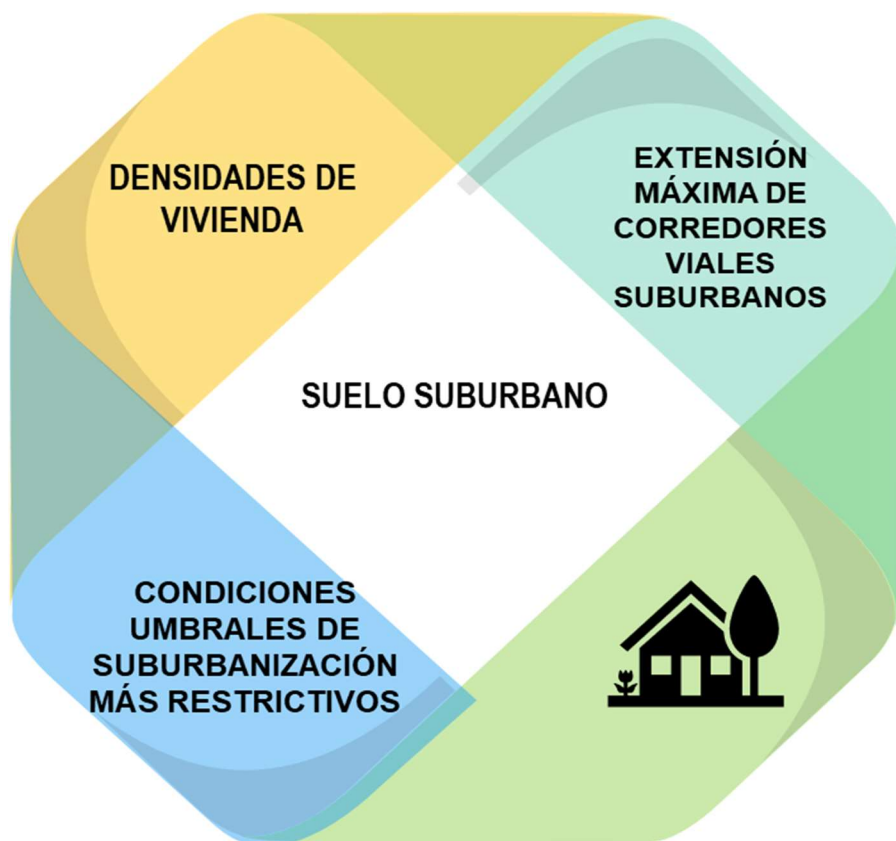 DENSIDADES DE
VIVIENDA
EXTENSIÓN
MÁXIMA DE
CORREDORES
VIALES
SUBURBANOS
SUELO SUBURBANO
CONDICIONES
UMBRALES DE
SUBURBANIZACIÓN
MÁS RESTRICTIVOS